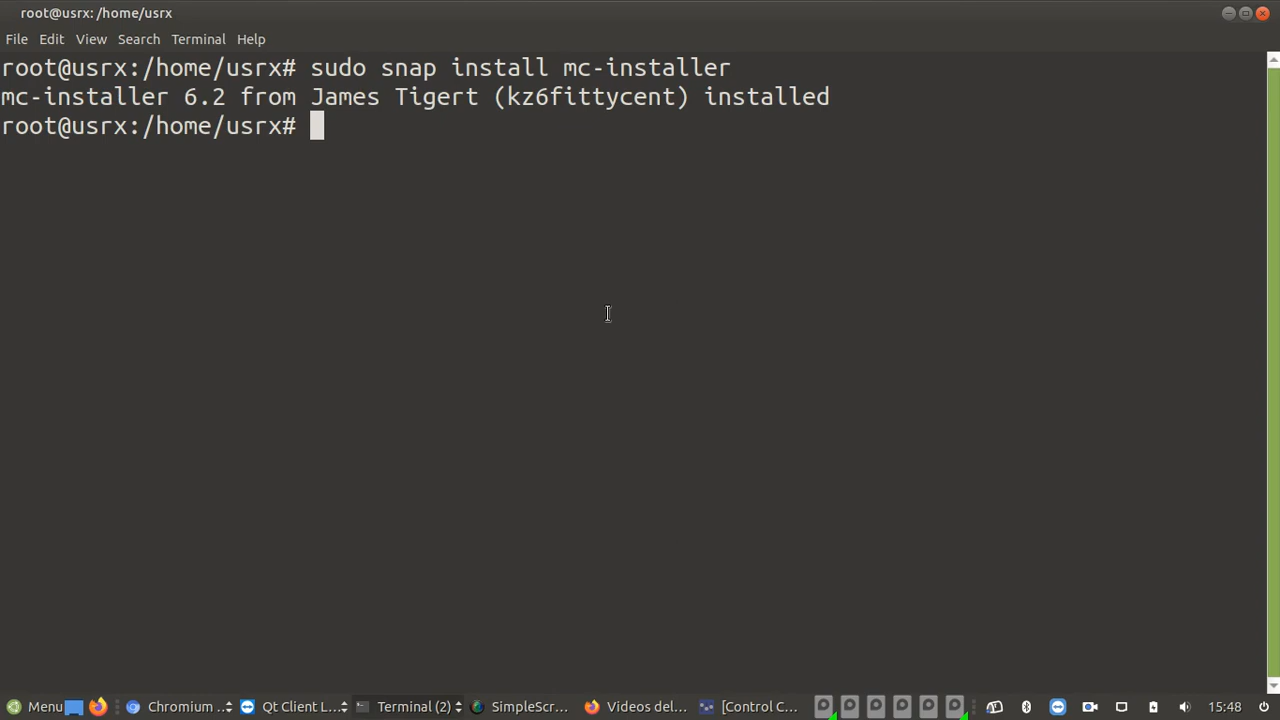 root@usrx: /home/usrx
File Edit View Search Terminal Help
root@usrx:/home/usrx# sudo snap install mc-installer
mc-installer 6.2 from James Tigert (kz6fittycent) installed
root@usrx:/home/usrx#
Menu Chromium ... Qt Client L... Terminal (2) SimpleScr... Videos del... [Control C... 15:48